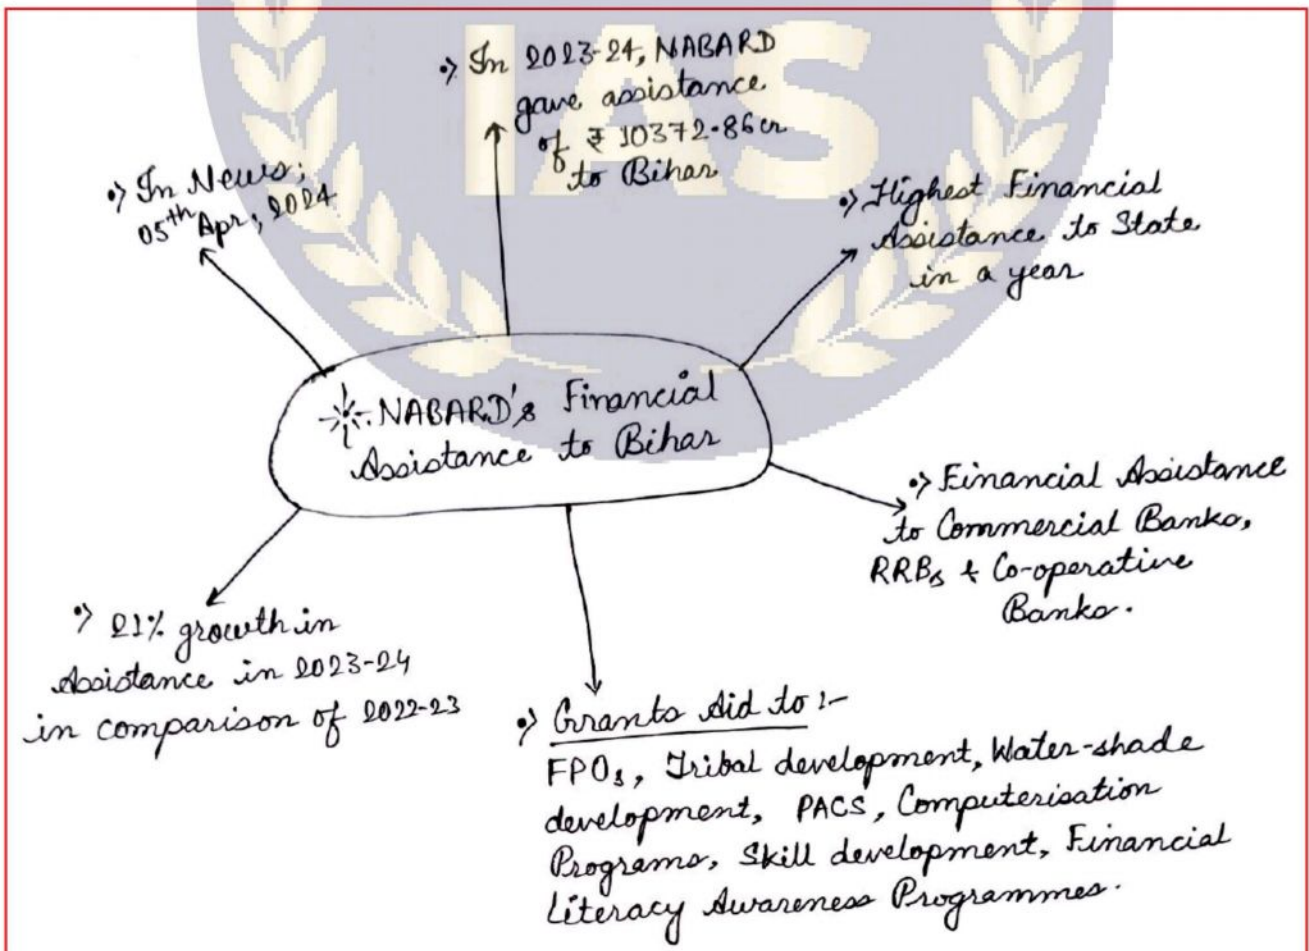 IAS
•) In 2023-24, NABARD
gave assistance
of ₹ 10372.86 cr
to Bihar
•) In News;
05th Apr, 2024
•) Highest Financial
Assistance to State
in a year
☀ NABARD's Financial
Assistance to Bihar
•) Financial Assistance
to Commercial Banks,
RRBs & Co-operative
Banks.
•) 21% growth in
Assistance in 2023-24
in comparison of 2022-23
•) Grants Aid to :-
FPOs, Tribal development, Water-shade
development, PACS, Computerisation
Programs, Skill development, Financial
Literacy Awareness Programmes.